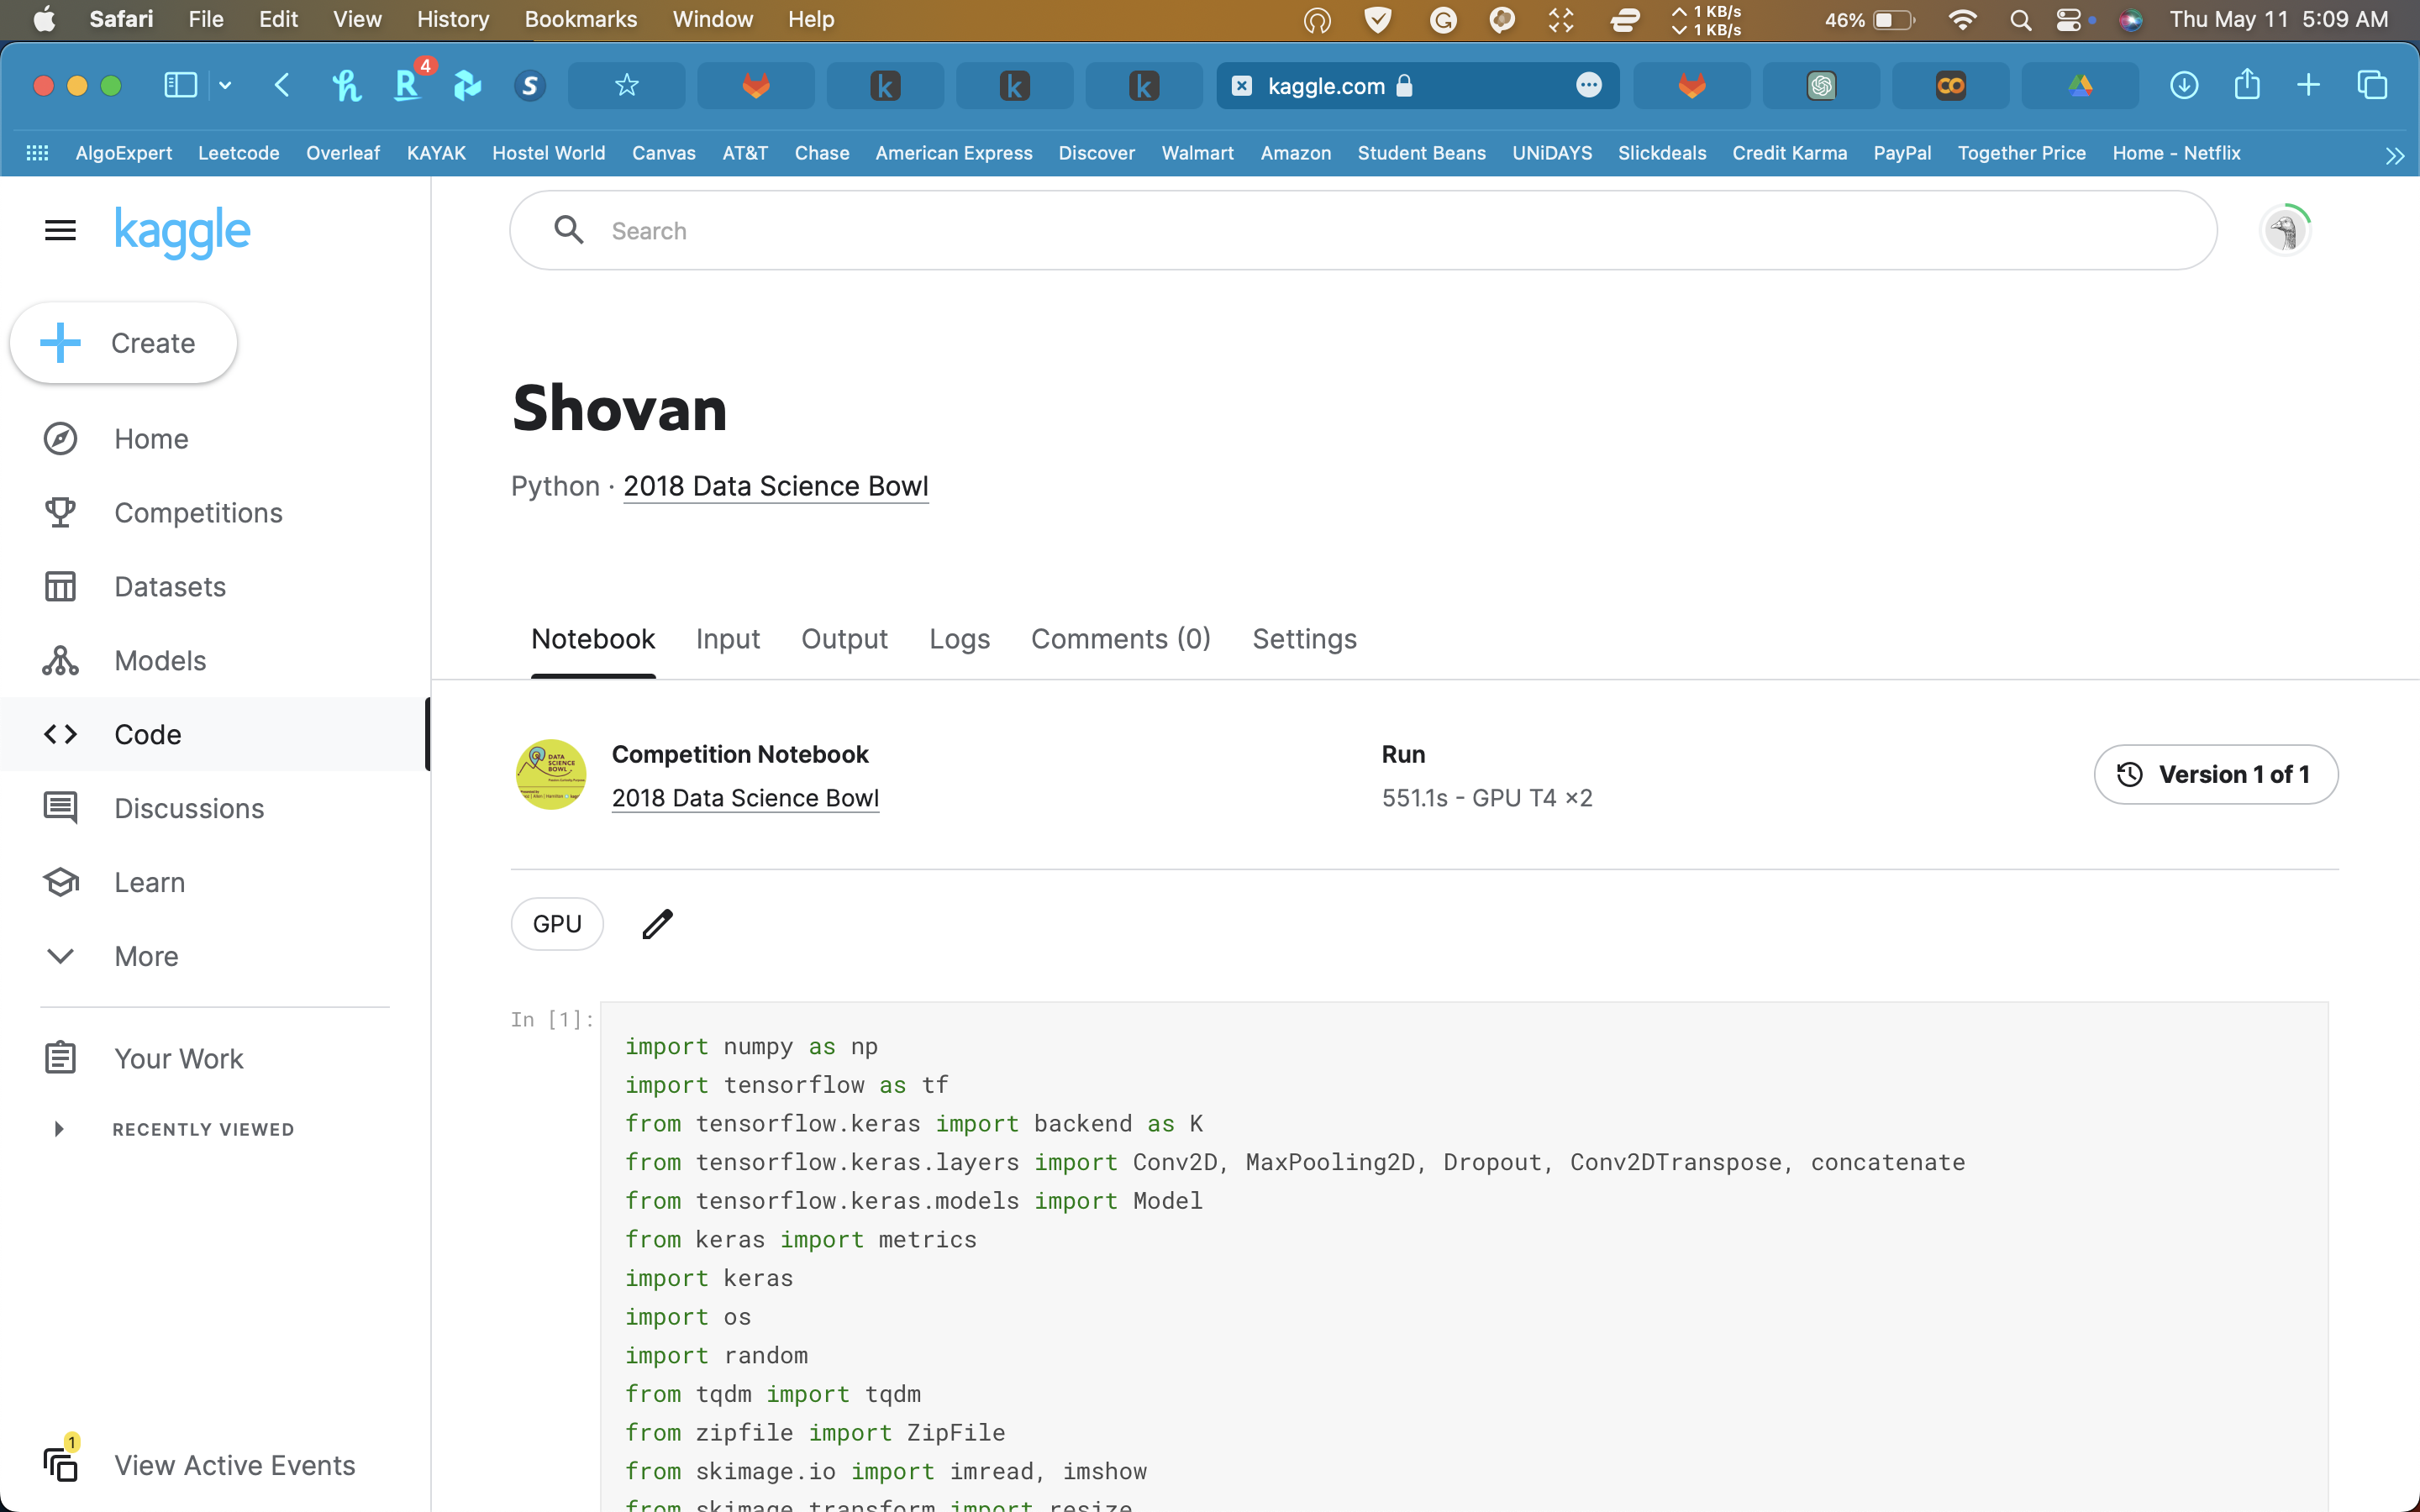 Safari File Edit View History Bookmarks Window Help 1 KB/s 1 KB/s 46% Thu May 11 5:09 AM
4 kaggle.com
AlgoExpert Leetcode Overleaf KAYAK Hostel World Canvas AT&T Chase American Express Discover Walmart Amazon Student Beans UNiDAYS Slickdeals Credit Karma PayPal Together Price Home - Netflix
kaggle
Search
Create
Home
Competitions
Datasets
Models
Code
Discussions
Learn
More
Your Work
RECENTLY VIEWED
1
View Active Events
Shovan
Python · 2018 Data Science Bowl
Notebook Input Output Logs Comments (0) Settings
DATA
SCIENCE
BOWL
Competition Notebook
2018 Data Science Bowl
Run
551.1s - GPU T4 ×2
Version 1 of 1
GPU
In [1]:
import numpy as np
import tensorflow as tf
from tensorflow.keras import backend as K
from tensorflow.keras.layers import Conv2D, MaxPooling2D, Dropout, Conv2DTranspose, concatenate
from tensorflow.keras.models import Model
from keras import metrics
import keras
import os
import random
from tqdm import tqdm
from zipfile import ZipFile
from skimage.io import imread, imshow
from skimage.transform import resize